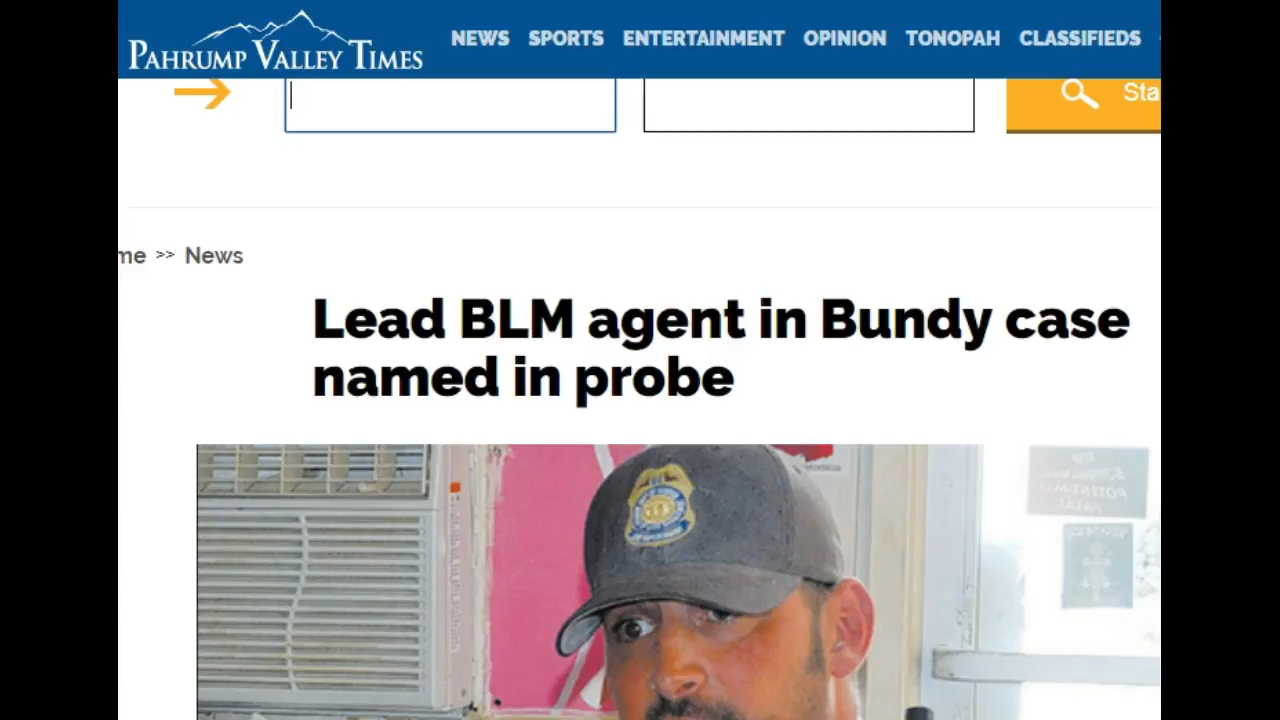 PAHRUMP VALLEY TIMES
NEWS SPORTS ENTERTAINMENT OPINION TONOPAH CLASSIFIEDS
Sta
me >> News
Lead BLM agent in Bundy case
named in probe